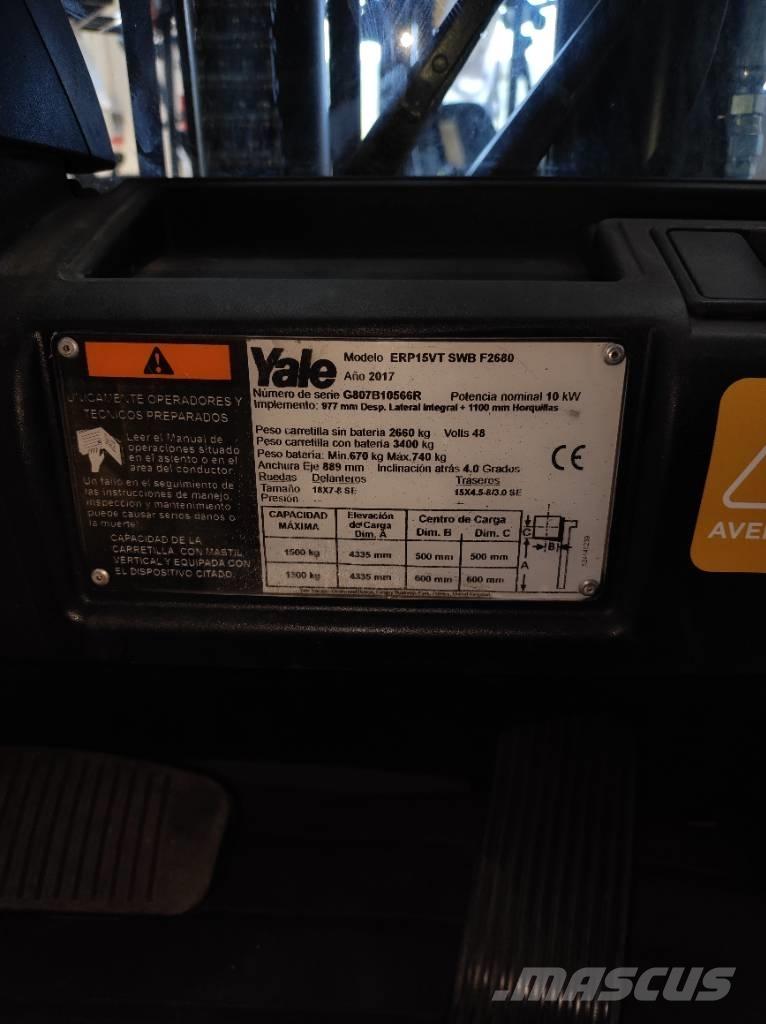 Yale
Modelo ERP15VT SWB F2680
Año 2017
Número de serie G807B10566R Potencia nominal 10 kW
Implemento: 977 mm Desp. Lateral Integral + 1100 mm Horquillas
Peso carretilla sin bateria 2660 kg Volts 48
Peso carretilla con bateria 3400 kg
Peso bateria: Min.670 kg Máx.740 kg
Anchura Eje 889 mm Inclinación atrás 4.0 Grados
Ruedas Delanteros Traseros
Tamaño 18X7-8 SE 15X4.5-8/3.0 SE
Presión
CE
CAPACIDAD MÁXIMA
Elevación de Carga Dim. A
Centro de Carga
Dim. B Dim. C
1500 kg 4335 mm 500 mm 500 mm
1300 kg 4335 mm 600 mm 600 mm
C
B
A
UNICAMENTE OPERADORES Y
TECNICOS PREPARADOS
Leer el Manual de
operaciones situado
en el asiento o en el
area del conductor.
Un fallo en el seguimiento de
las instrucciones de manejo,
inspeccion y mantenimiento
puede causar serios daños o
la muerte!
CAPACIDAD DE LA
CARRETILLA, CON MASTIL
VERTICAL Y EQUIPADA CON
EL DISPOSITIVO CITADO.
AVE
MASCUS